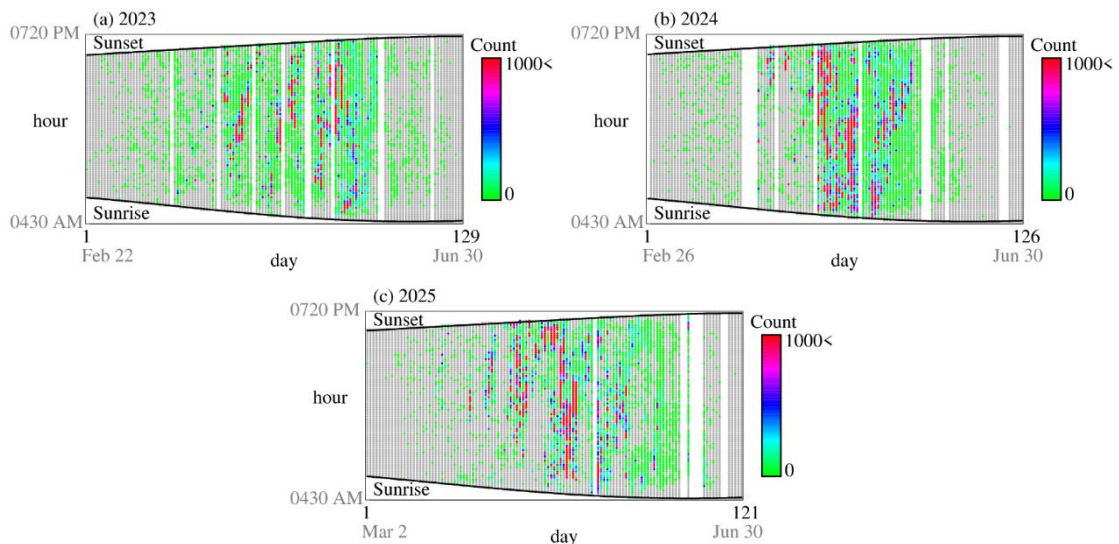 (a) 2023
0720 PM
Sunset
Count
1000<
hour
0
Sunrise
0430 AM
1
129
Feb 22
day
Jun 30
(b) 2024
0720 PM
Sunset
Count
1000<
hour
0
Sunrise
0430 AM
1
126
Feb 26
day
Jun 30
(c) 2025
0720 PM
Sunset
Count
1000<
hour
0
Sunrise
0430 AM
1
121
Mar 2
day
Jun 30